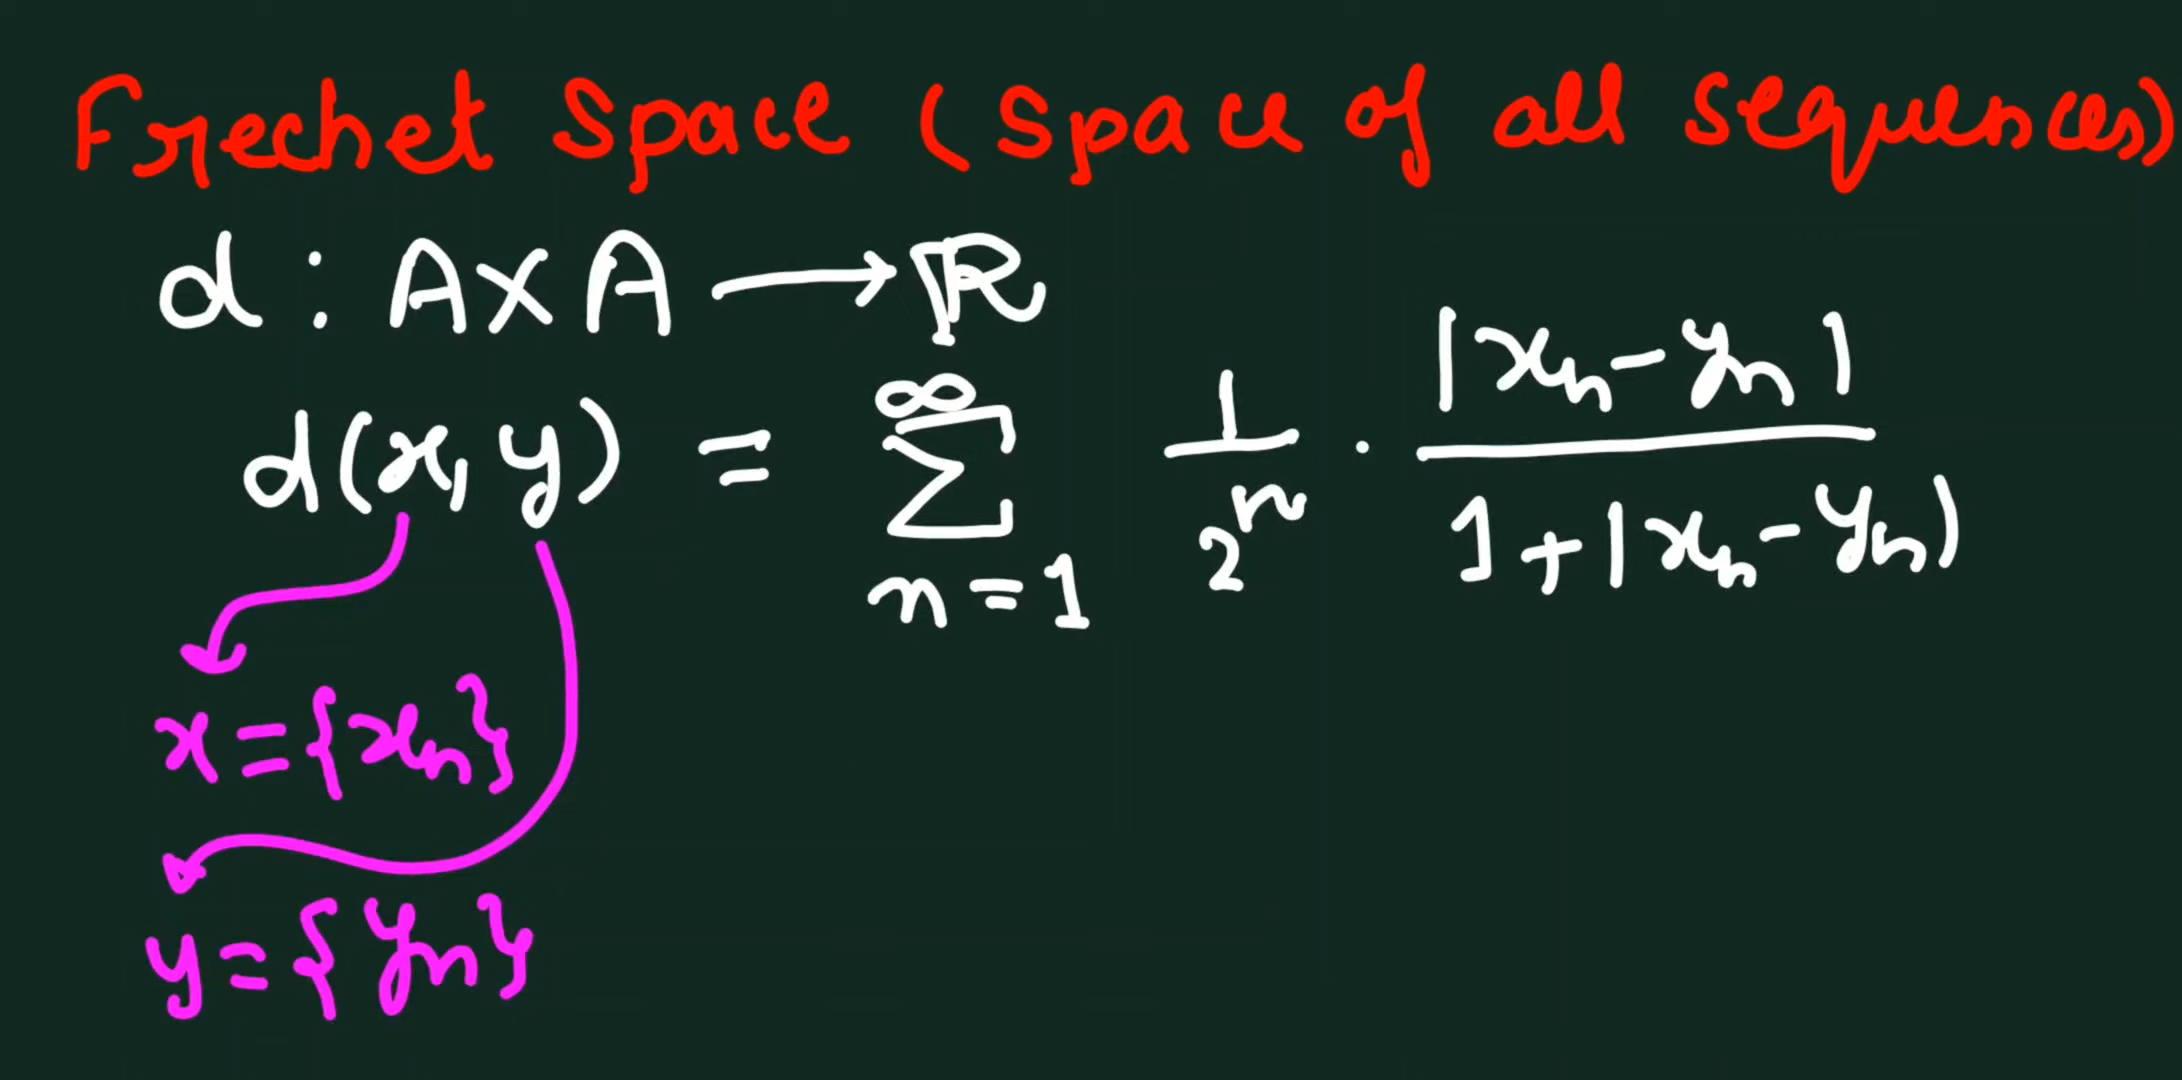 Frechet Space (Space of all sequences)
d : A×A → ℝ
d(x, y) = ∑_{n=1}^{∞} 1/2^n · |x_n - y_n| / 1+|x_n - y_n|
x={x_n}
y={y_n}